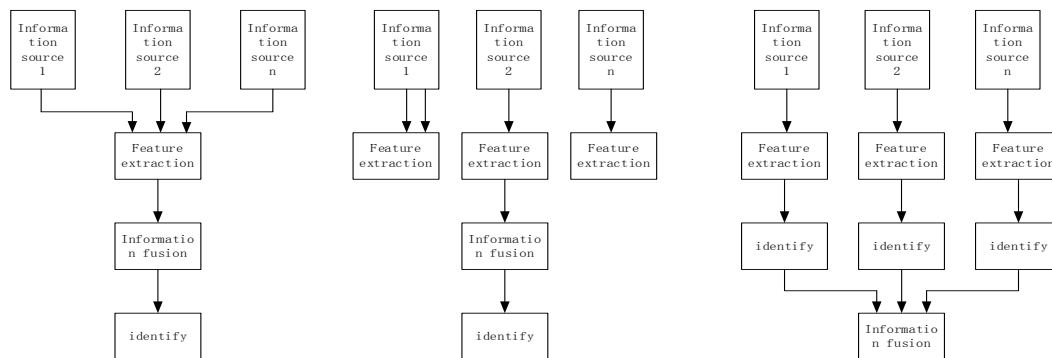 Informa
tion
source
1
Informa
tion
source
2
Informa
tion
source
n
Feature
extraction
Informatio
n fusion
identify
Informa
tion
source
1
Informa
tion
source
2
Informa
tion
source
n
Feature
extraction
Feature
extraction
Feature
extraction
Informatio
n fusion
identify
Informa
tion
source
1
Informa
tion
source
2
Informa
tion
source
n
Feature
extraction
Feature
extraction
Feature
extraction
identify
identify
identify
Informatio
n fusion